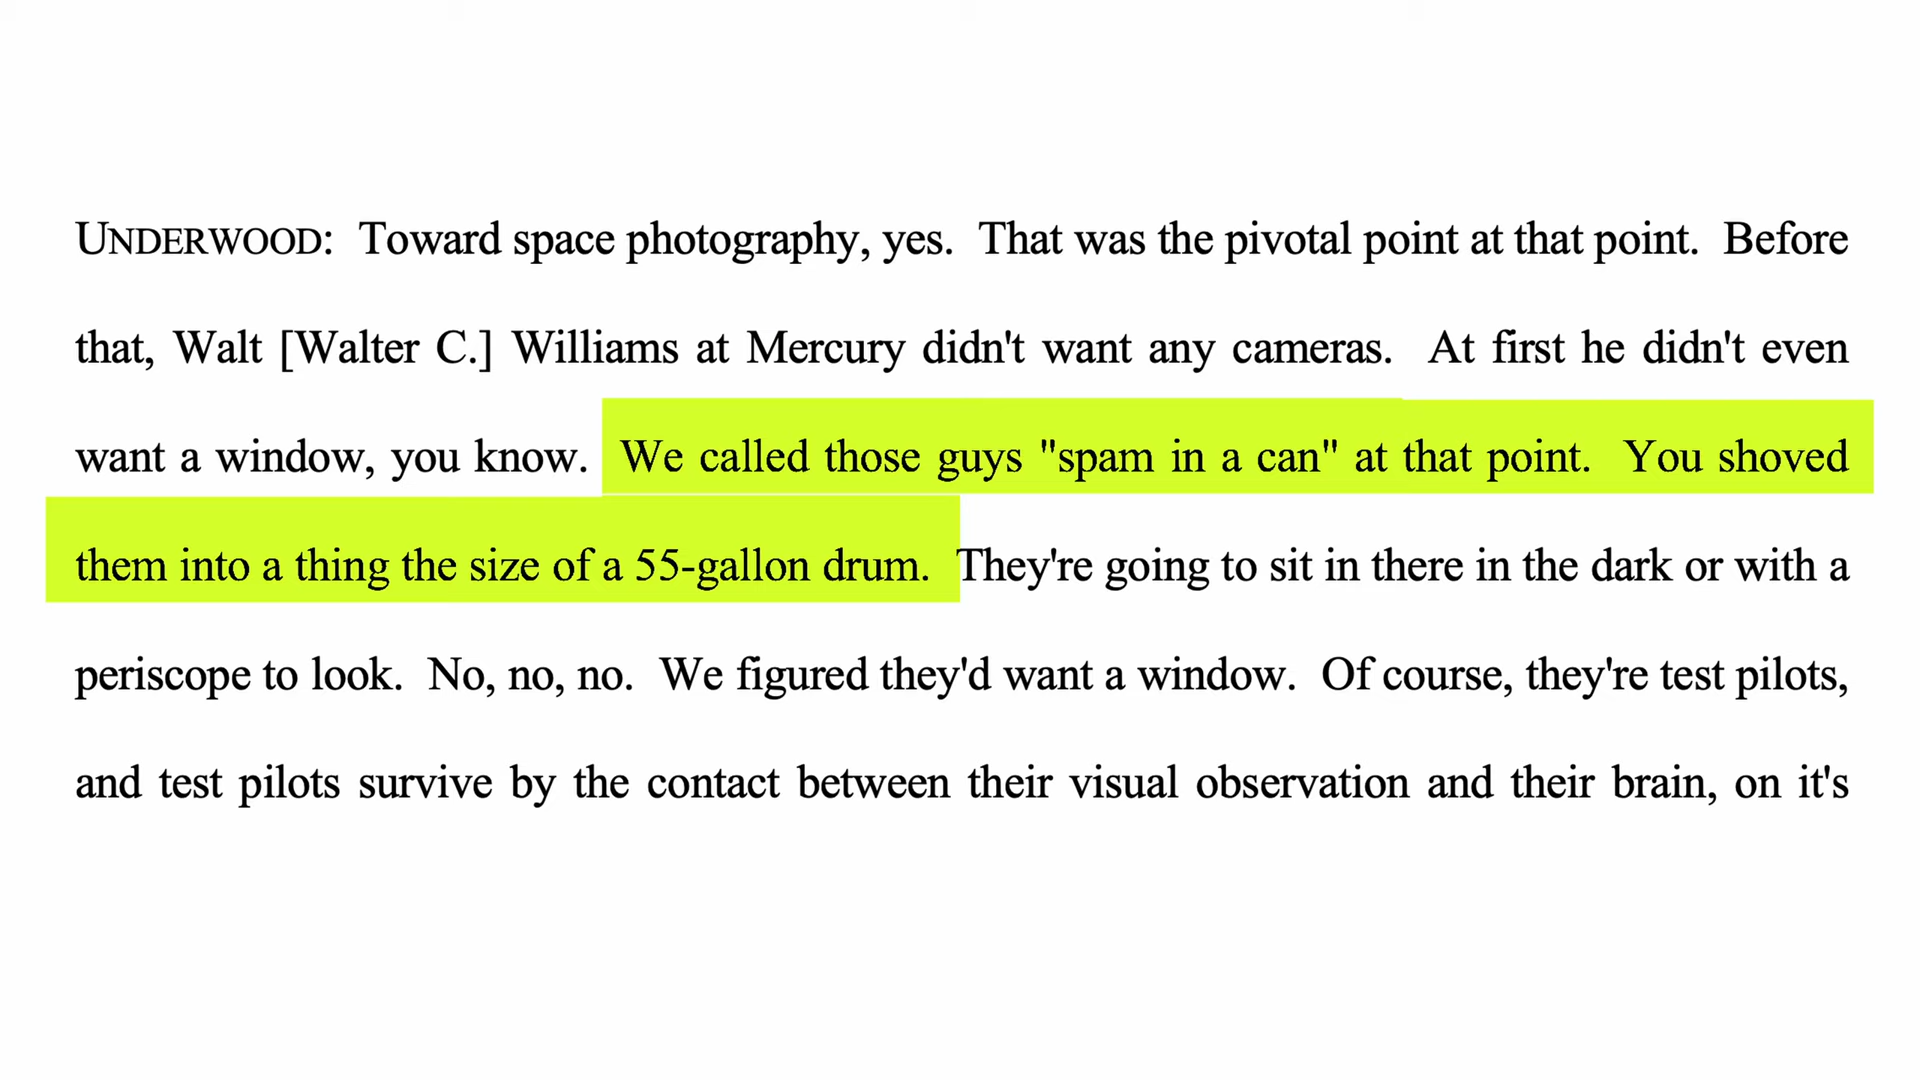 UNDERWOOD: Toward space photography, yes. That was the pivotal point at that point. Before
that, Walt [Walter C.] Williams at Mercury didn't want any cameras. At first he didn't even
want a window, you know. We called those guys "spam in a can" at that point. You shoved
them into a thing the size of a 55-gallon drum. They're going to sit in there in the dark or with a
periscope to look. No, no, no. We figured they'd want a window. Of course, they're test pilots,
and test pilots survive by the contact between their visual observation and their brain, on it's